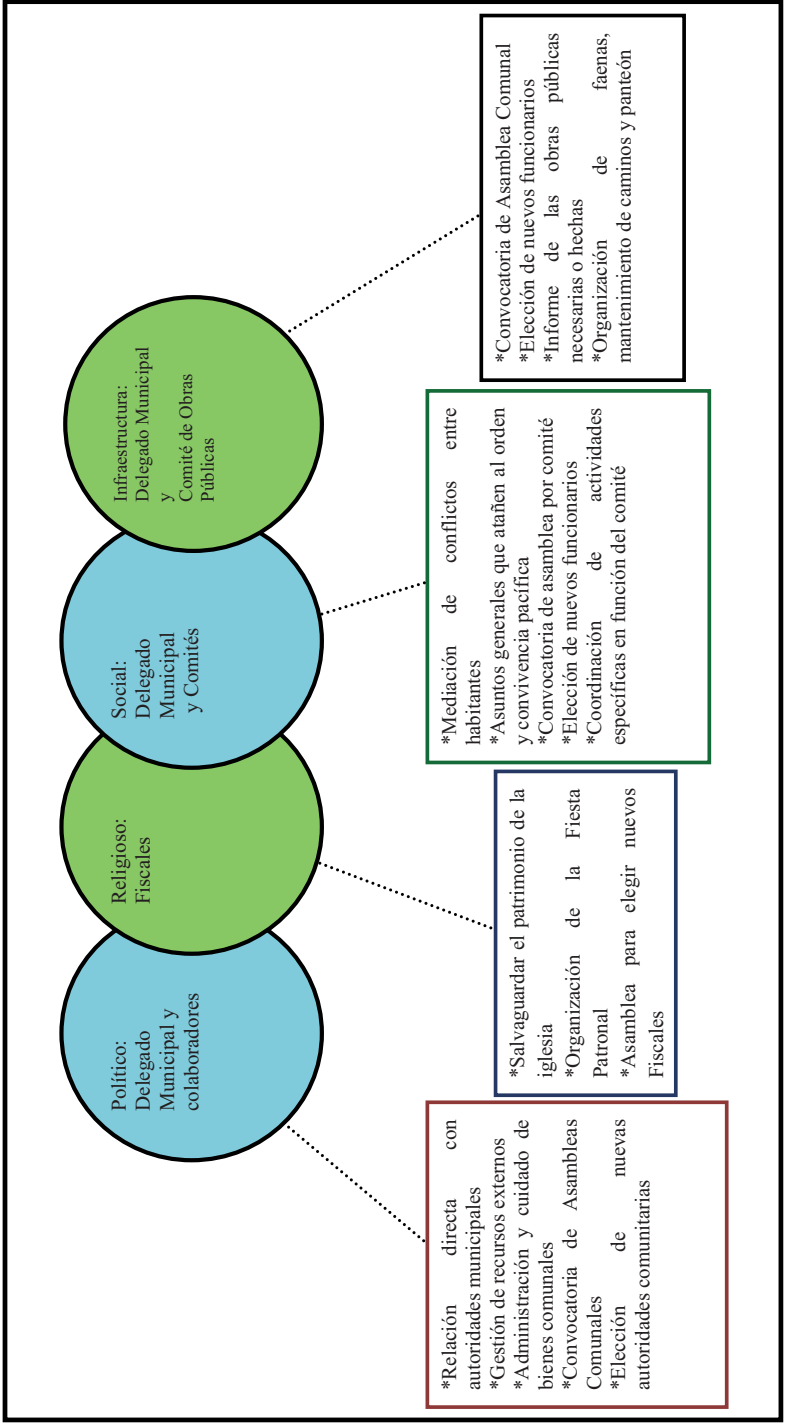 Político:
Delegado
Municipal y
colaboradores
Religioso:
Fiscales
Social:
Delegado
Municipal
y Comités
Infraestructura:
Delegado Municipal
y
Comité de Obras
Públicas
*Relación directa con
autoridades municipales
*Gestión de recursos externos
*Administración y cuidado de
bienes comunales
*Convocatoria de Asambleas
Comunales
*Elección de nuevas
autoridades comunitarias
*Salvaguardar el patrimonio de la
iglesia
*Organización de la Fiesta
Patronal
*Asamblea para elegir nuevos
Fiscales
*Mediación de conflictos entre
habitantes
*Asuntos generales que atañen al orden
y convivencia pacífica
*Convocatoria de asamblea por comité
*Elección de nuevos funcionarios
*Coordinación de actividades
específicas en función del comité
*Convocatoria de Asamblea Comunal
*Elección de nuevos funcionarios
*Informe de las obras públicas
necesarias o hechas
*Organización de faenas,
mantenimiento de caminos y panteón